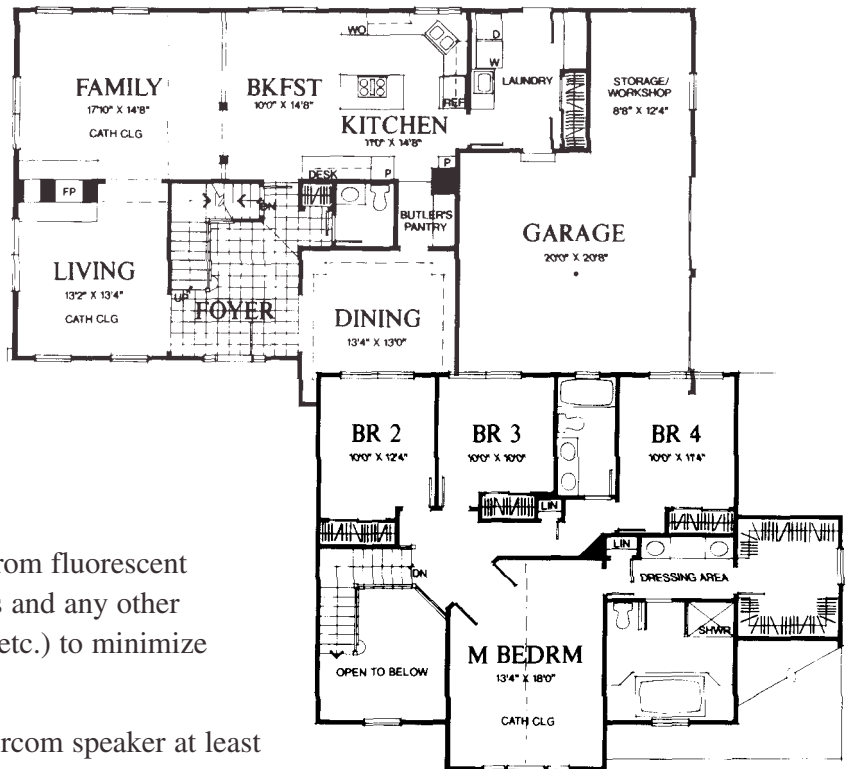 FAMILY
17'10" X 14'8"
CATH CLG
BKFST
10'0" X 14'8"
WO
KITCHEN
11'0" X 14'8"
REF
D
W
LAUNDRY
STORAGE/
WORKSHOP
8'8" X 12'4"
FP
DESK
P
P
DN
BUTLER'S
PANTRY
GARAGE
20'0" X 20'8"
LIVING
13'2" X 13'4"
CATH CLG
UP
FOYER
DINING
13'4" X 13'0"
BR 2
10'0" X 12'4"
BR 3
10'0" X 10'0"
BR 4
10'0" X 11'4"
LIN
LIN
DN
DRESSING AREA
SHWR
OPEN TO BELOW
M BEDRM
13'4" X 18'0"
CATH CLG
rom fluorescent
s and any other
etc.) to minimize
rcom speaker at least